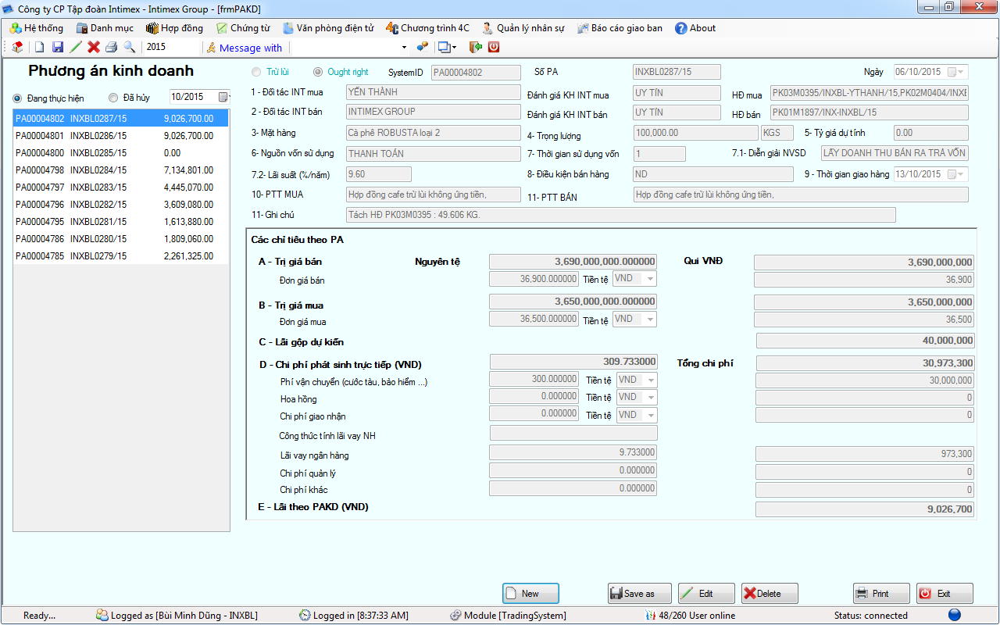 Công ty CP Tập đoàn Intimex - Intimex Group - [frmPAKD]
Hệ thống Danh mục Hợp đồng Chứng từ Văn phòng điện tử Chương trình 4C Quản lý nhân sự Báo cáo giao ban About
2015 Message with
Phương án kinh doanh
Đang thực hiện Đã hủy 10/2015
PA00004802 INXBL0287/15 9,026,700.00
PA00004801 INXBL0286/15 9,026,700.00
PA00004800 INXBL0285/15 0.00
PA00004798 INXBL0284/15 7,134,801.00
PA00004797 INXBL0283/15 4,445,070.00
PA00004796 INXBL0282/15 3,609,080.00
PA00004795 INXBL0281/15 1,613,880.00
PA00004786 INXBL0280/15 1,809,060.00
PA00004785 INXBL0279/15 2,261,325.00
Trừ lùi Ought right SystemID PA00004802 Số PA INXBL0287/15 Ngày 06/10/2015
1 - Đối tác INT mua YẾN THÀNH Đánh giá KH INT mua UY TÍN HĐ mua PK03M0395/INXBL-YTHANH/15,PK02M0404/INXB
2 - Đối tác INT bán INTIMEX GROUP Đánh giá KH INT bán UY TÍN HĐ bán PK01M1897/INX-INXBL/15
3- Mặt hàng Cà phê ROBUSTA loại 2 4- Trọng lượng 100,000.00 KGS 5- Tỷ giá dự tính 0.00
6- Nguồn vốn sử dụng THANH TOÁN 7- Thời gian sử dụng vốn 1 7.1- Diễn giải NVSD LẤY DOANH THU BÁN RA TRẢ VỐN
7.2- Lãi suất (%/năm) 9.60 8- Điều kiện bán hàng ND 9 - Thời gian giao hàng 13/10/2015
10- PTT MUA Hợp đồng cafe trừ lùi không ứng tiền, 11- PTT BÁN Hợp đồng cafe trừ lùi không ứng tiền,
11- Ghi chú Tách HĐ PK03M0395 : 49.606 KG.
Các chỉ tiêu theo PA
A - Trị giá bán Nguyên tệ 3,690,000,000.000000 Qui VNĐ 3,690,000,000
Đơn giá bán 36,900.000000 Tiền tệ VND 36,900
B - Trị giá mua 3,650,000,000.000000 3,650,000,000
Đơn giá mua 36,500.000000 Tiền tệ VND 36,500
C - Lãi gộp dự kiến 40,000,000
D - Chi phí phát sinh trực tiếp (VND) 309.733000 Tổng chi phí 30,973,300
Phí vận chuyển (cước tàu, bảo hiểm ...) 300.000000 Tiền tệ VND 30,000,000
Hoa hồng 0.000000 Tiền tệ VND 0
Chi phí giao nhận 0.000000 Tiền tệ VND 0
Công thức tính lãi vay NH
Lãi vay ngân hàng 9.733000 973,300
Chi phí quản lý 0.000000 0
Chi phí khác 0.000000 0
E - Lãi theo PAKD (VND) 9,026,700
New Save as Edit Delete Print Exit
Ready... Logged as [Bùi Minh Dũng - INXBL] Logged in [8:37:33 AM] Module [TradingSystem] 48/260 User online Status: connected